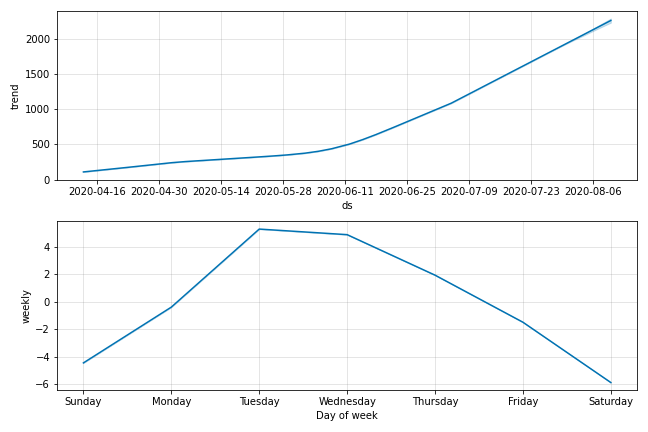 2000
1500
1000
500
0
trend
2020-04-16 2020-04-30 2020-05-14 2020-05-28 2020-06-11 2020-06-25 2020-07-09 2020-07-23 2020-08-06
ds
4
2
0
−2
−4
−6
weekly
Sunday Monday Tuesday Wednesday Thursday Friday Saturday
Day of week